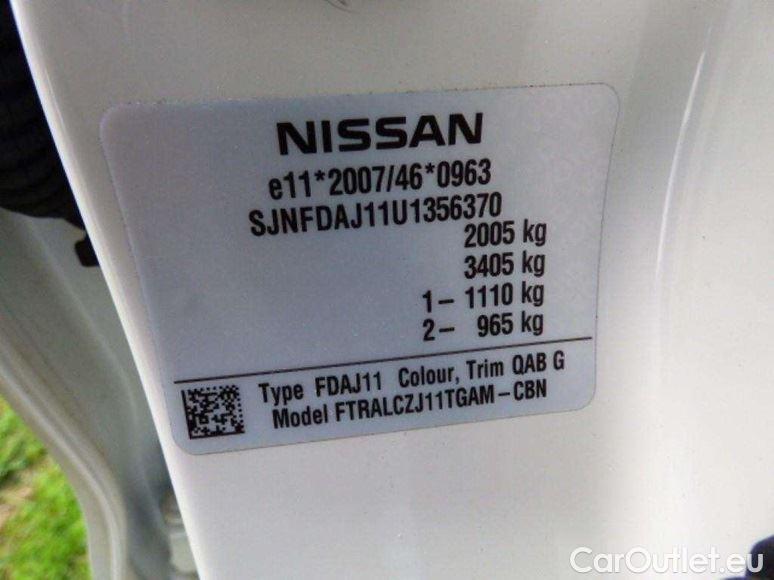 NISSAN
e11*2007/46*0963
SJNFDAJ11U1356370
2005 kg
3405 kg
1– 1110 kg
2– 965 kg
Type FDAJ11 Colour, Trim QAB G
Model FTRALCZJ11TGAM–CBN
CarOutlet.eu